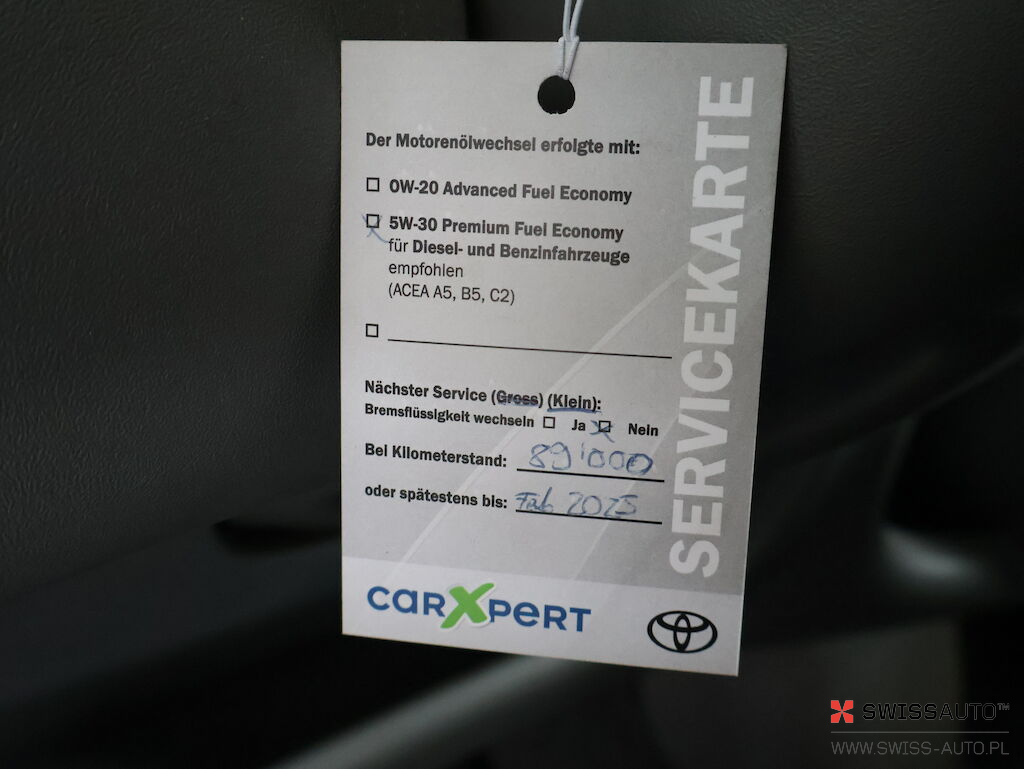 Der Motorenölwechsel erfolgte mit:
0W-20 Advanced Fuel Economy
5W-30 Premium Fuel Economy
für Diesel- und Benzinfahrzeuge
empfohlen
(ACEA A5, B5, C2)
Nächster Service (Gross) (Klein):
Bremsflüssigkeit wechseln ☐ Ja ☒ Nein
Bei Kilometerstand: 89'000
oder spätestens bis: Feb 2025
carXpert
SERVICEKARTE
SWISSAUTO™
WWW.SWISS-AUTO.PL